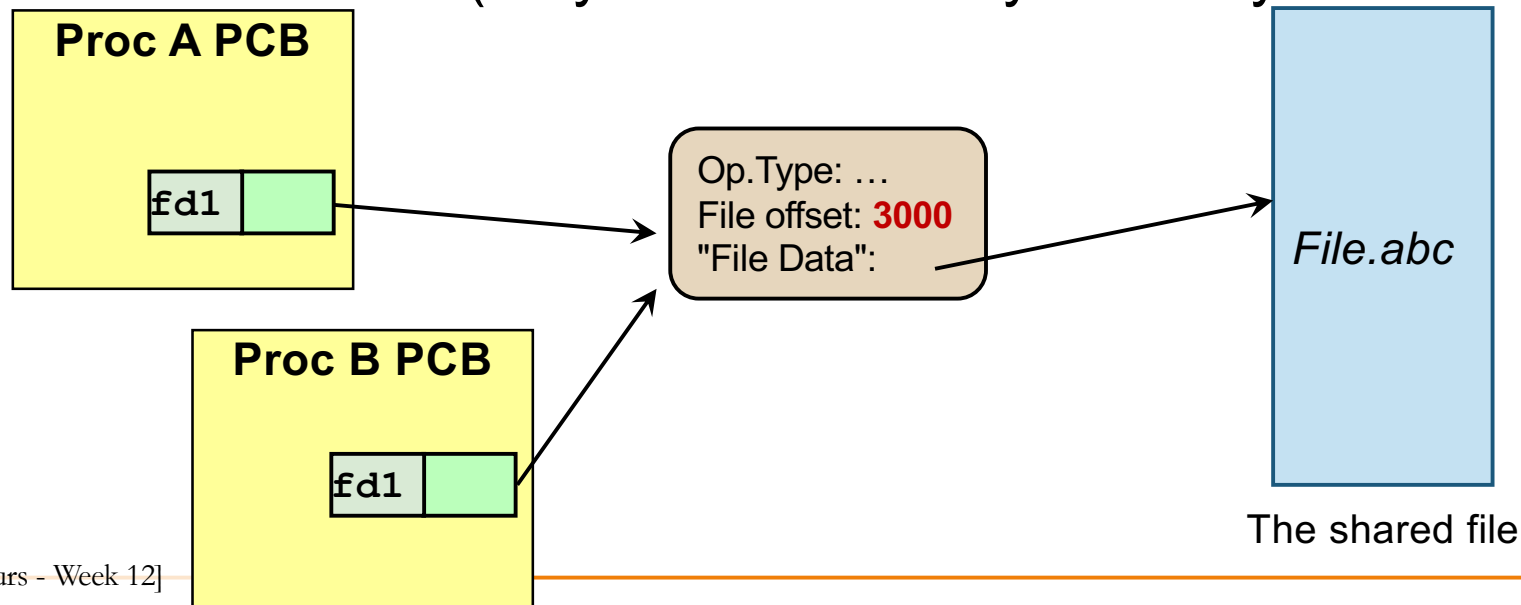 Proc A PCB
fd1
Op.Type: …
File offset: 3000
"File Data":
File.abc
Proc B PCB
fd1
The shared file
- Week 12]